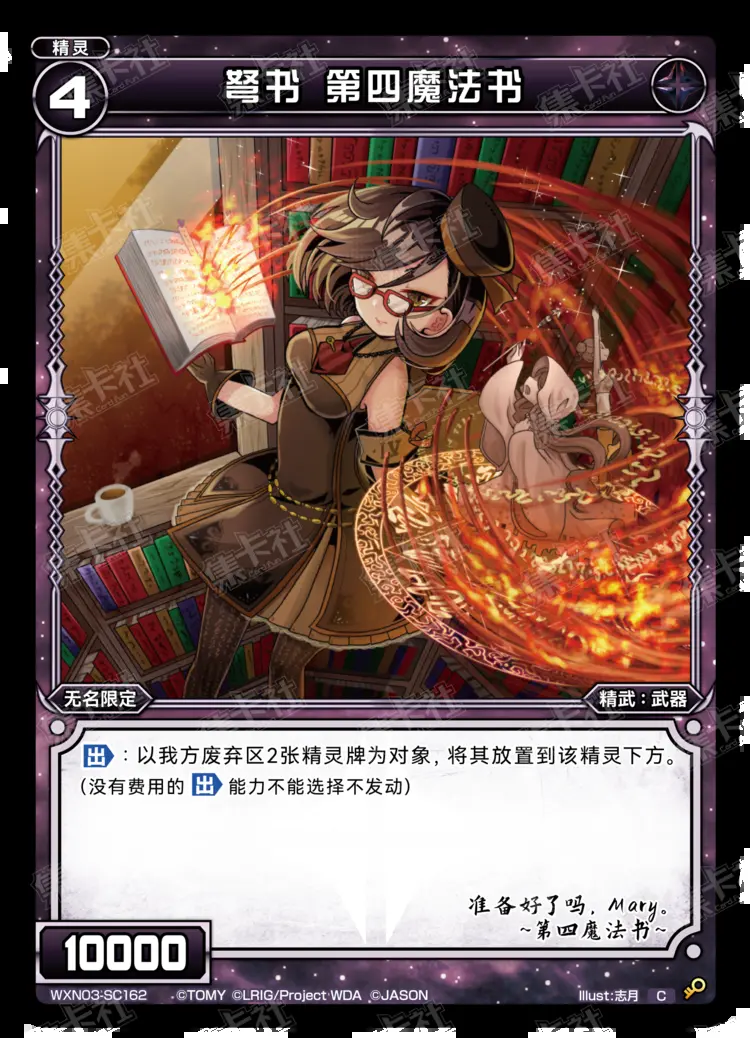 精灵
4
弩书 第四魔法书
无名限定
精武：武器
出：以我方废弃区2张精灵牌为对象，将其放置到该精灵下方。
（没有费用的 出 能力不能选择不发动）
准备好了吗，Mary。
~第四魔法书~
10000
WXN03-SC162 ©TOMY ©LRIG/Project WDA ©JASON
Illust:志月 C
集卡社